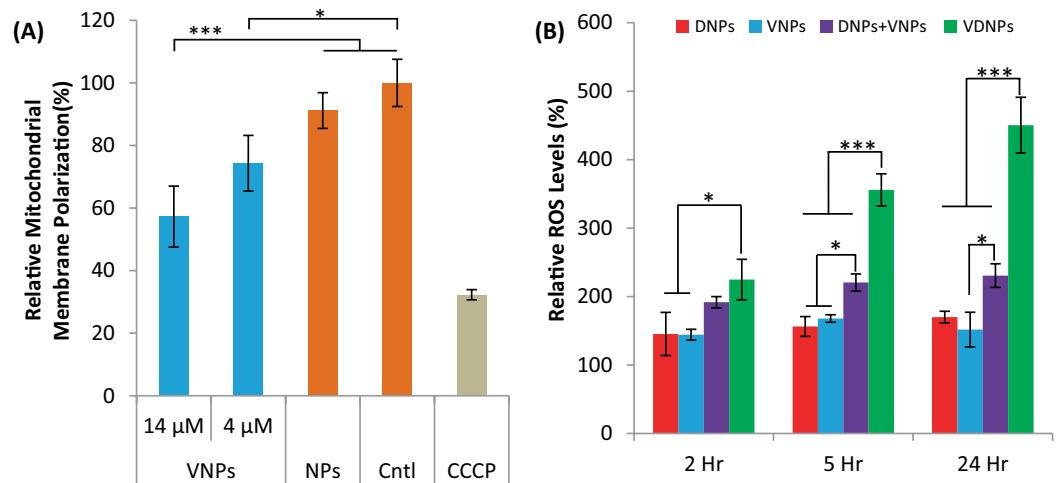 (A)
Relative Mitochondrial
Membrane Polarization(%)
120
100
80
60
40
20
0
***
*
14 μM
4 μM
VNPs
NPs
Cntl
CCCP
(B)
DNPs
VNPs
DNPs+VNPs
VDNPs
Relative ROS Levels (%)
600
500
400
300
200
100
0
*
***
*
***
*
2 Hr
5 Hr
24 Hr